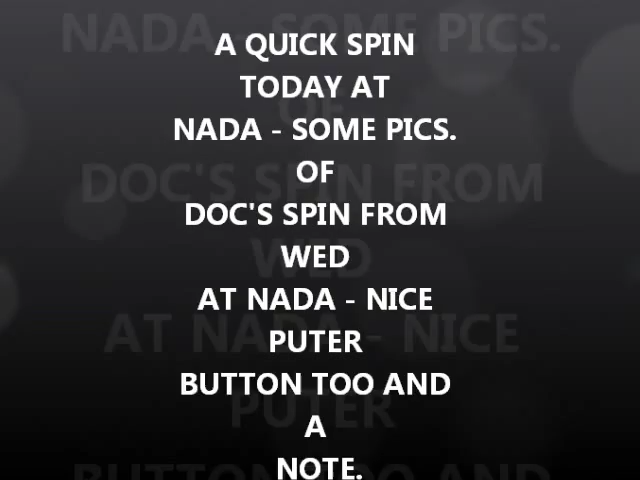 A QUICK SPIN
TODAY AT
NADA - SOME PICS.
OF
DOC'S SPIN FROM
WED
AT NADA - NICE
PUTER
BUTTON TOO AND
A
NOTE.